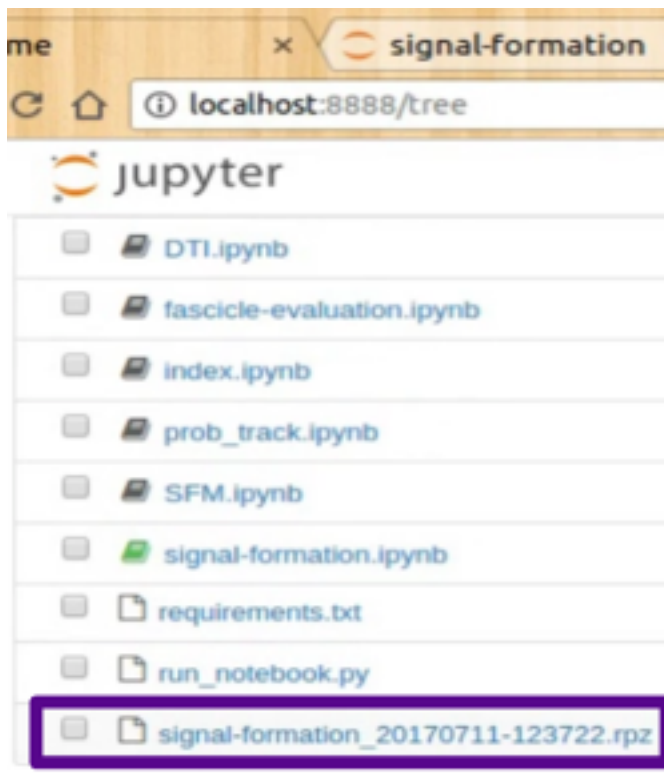 me × signal-formation
localhost:8888/tree
jupyter
DTI.ipynb
fascicle-evaluation.ipynb
index.ipynb
prob_track.ipynb
SFM.ipynb
signal-formation.ipynb
requirements.txt
run_notebook.py
signal-formation_20170711-123722.rpz